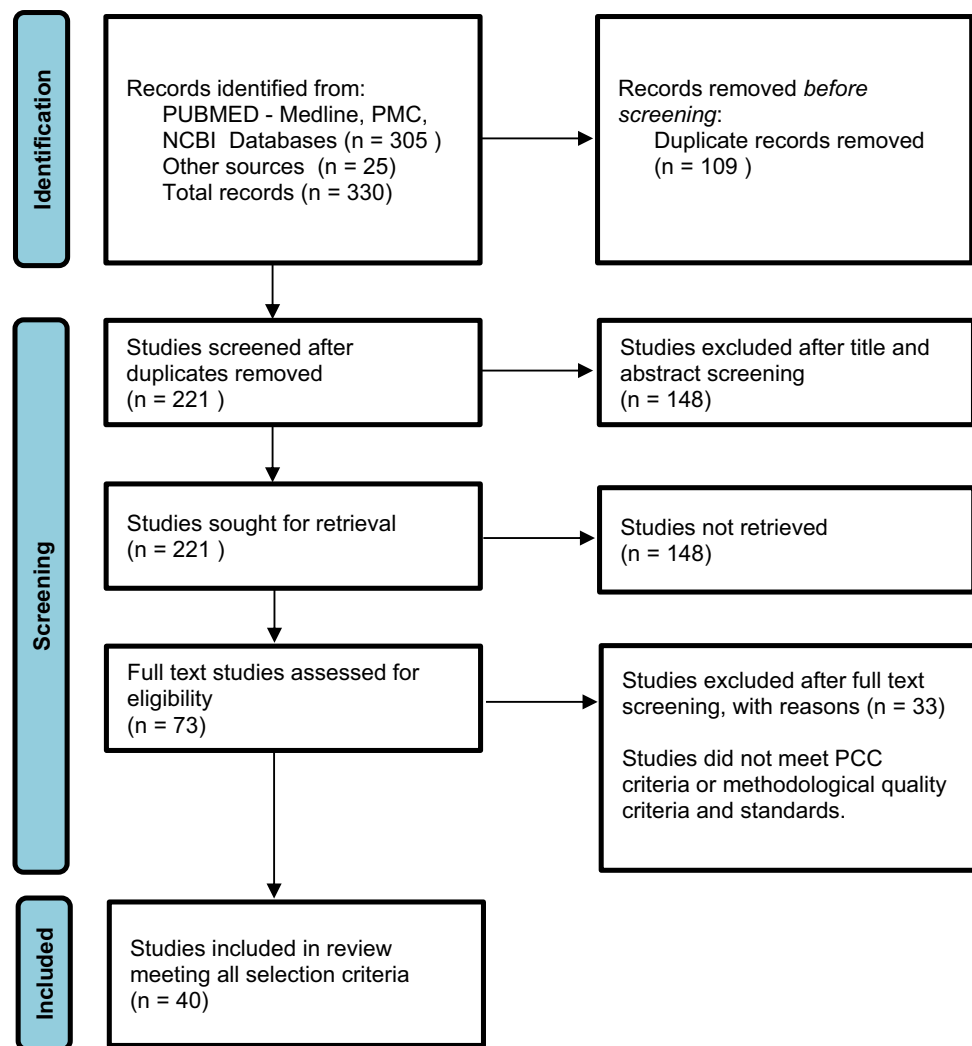 Identification
Records identified from:
PUBMED - Medline, PMC,
NCBI Databases (n = 305 )
Other sources (n = 25)
Total records (n = 330)
Records removed before
screening:
Duplicate records removed
(n = 109 )
Screening
Studies screened after
duplicates removed
(n = 221 )
Studies excluded after title and
abstract screening
(n = 148)
Studies sought for retrieval
(n = 221 )
Studies not retrieved
(n = 148)
Full text studies assessed for
eligibility
(n = 73)
Studies excluded after full text
screening, with reasons (n = 33)
Studies did not meet PCC
criteria or methodological quality
criteria and standards.
Included
Studies included in review
meeting all selection criteria
(n = 40)